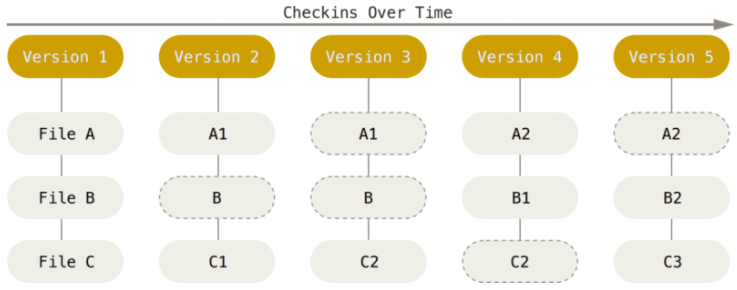 Checkins Over Time
Version 1 Version 2 Version 3 Version 4 Version 5
File A A1 A1 A2 A2
File B B B B1 B2
File C C1 C2 C2 C3